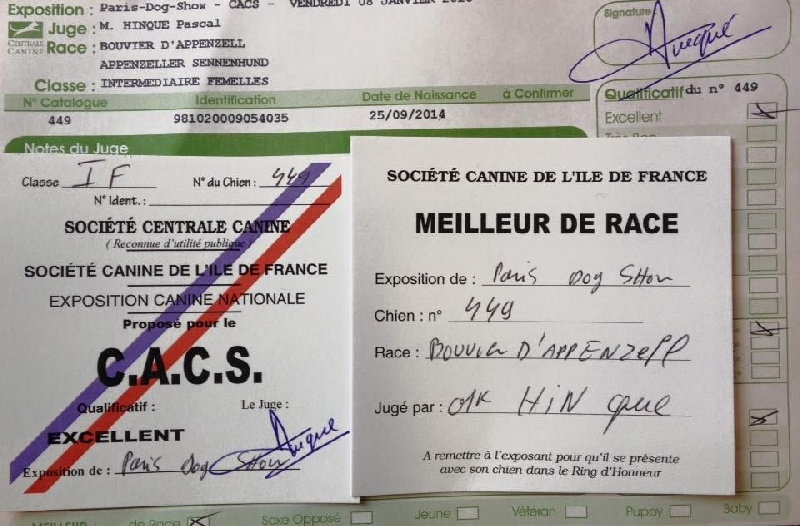 Exposition : Paris-Dog-Show - CACS - VENDREDI 08 JANVIER
Juge : M. HINQUE Pascal
CENTRALE CANINE
Race : BOUVIER D'APPENZELL
APPENZELLER SENNENHUND
Classe : INTERMEDIAIRE FEMELLES
Signature
N° Catalogue Identification Date de Naissance à Confirmer
449 981020009054035 25/09/2014
Qualificatif du n° 449
Excellent
Notes du Juge
Classe IF N° du Chien : 449
N° Ident. :
SOCIÉTÉ CENTRALE CANINE
( Reconnue d'utilité publique )
SOCIÉTÉ CANINE DE L'ILE DE FRANCE
EXPOSITION CANINE NATIONALE
Proposé pour le
C.A.C.S.
Qualificatif : Le Juge :
EXCELLENT
Exposition de : Paris Dog Show
SOCIÉTÉ CANINE DE L'ILE DE FRANCE
MEILLEUR DE RACE
Exposition de : Paris Dog Show
Chien : n° 449
Race : BOUVIER D'APPENZEll
Jugé par : HINque
A remettre à l'exposant pour qu'il se présente
avec son chien dans le Ring d'Honneur
MEILLEUR de Race Sexe Opposé Jeune Vétéran Puppy Baby